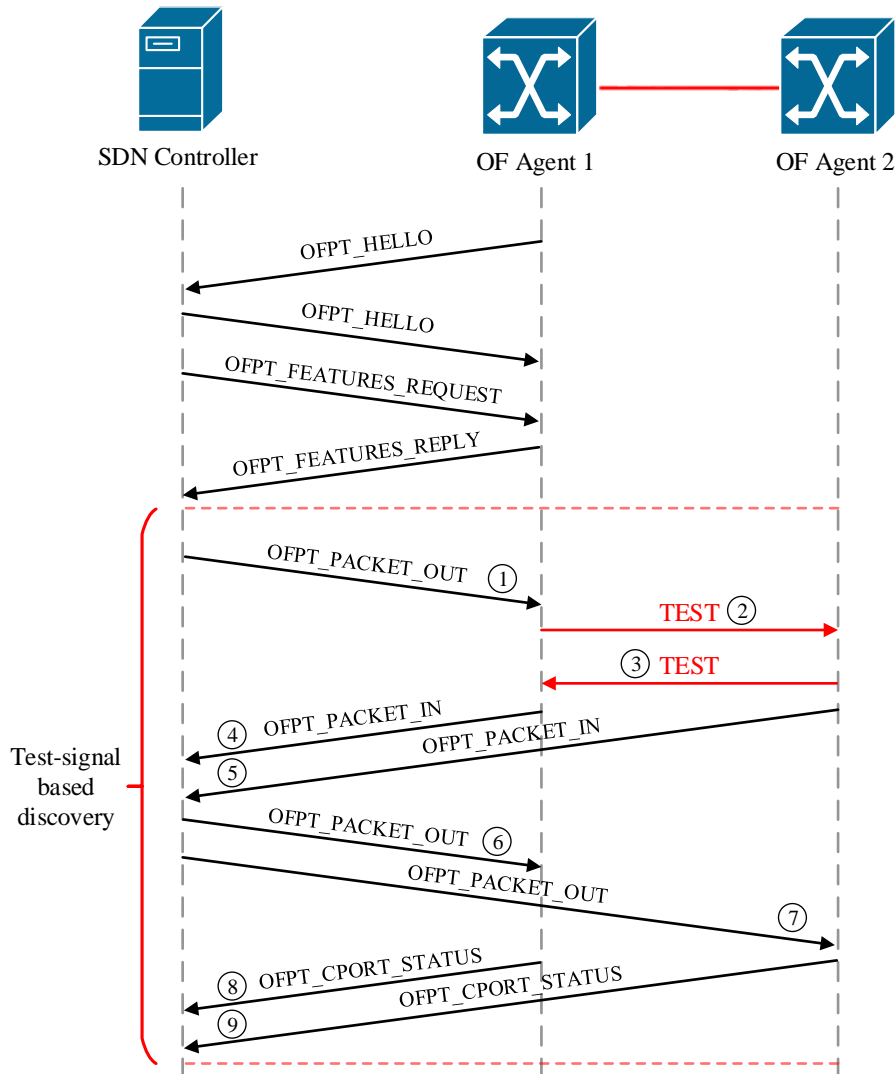 SDN Controller
OF Agent 1
OF Agent 2
OFPT_HELLO
OFPT_HELLO
OFPT_FEATURES_REQUEST
OFPT_FEATURES_REPLY
OFPT_PACKET_OUT 1
TEST 2
3 TEST
4 OFPT_PACKET_IN
OFPT_PACKET_IN
5
Test-signal
based
discovery
OFPT_PACKET_OUT 6
OFPT_PACKET_OUT
7
8 OFPT_CPORT_STATUS
OFPT_CPORT_STATUS
9